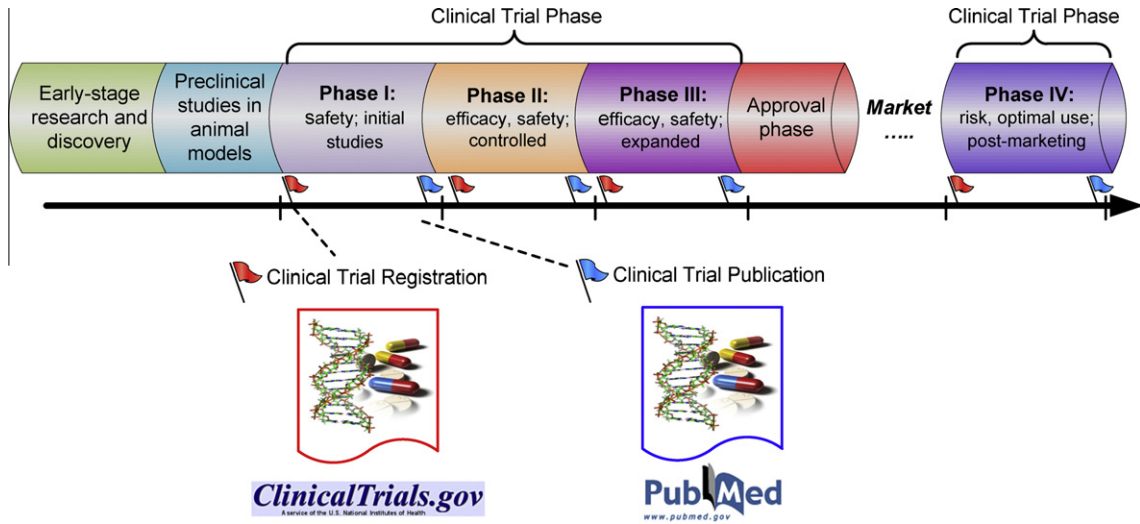 Clinical Trial Phase
Clinical Trial Phase
Early-stage
research and
discovery
Preclinical
studies in
animal
models
Phase I:
safety; initial
studies
Phase II:
efficacy, safety;
controlled
Phase III:
efficacy, safety;
expanded
Approval
phase
Market
.....
Phase IV:
risk, optimal use;
post-marketing
Clinical Trial Registration
Clinical Trial Publication
ClinicalTrials.gov
A service of the U.S. National Institutes of Health
PubMed
www.pubmed.gov